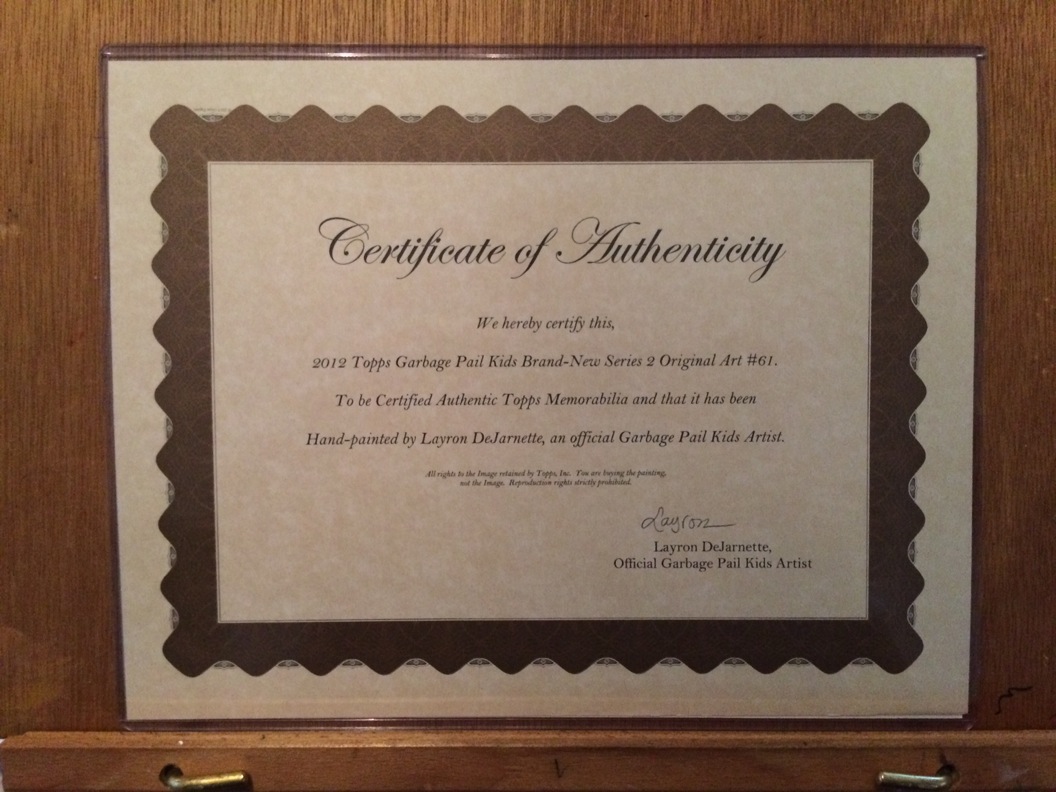 Certificate of Authenticity
We hereby certify this,
2012 Topps Garbage Pail Kids Brand-New Series 2 Original Art #61.
To be Certified Authentic Topps Memorabilia and that it has been
Hand-painted by Layron DeJarnette, an official Garbage Pail Kids Artist.
All rights to the Image retained by Topps, Inc. You are buying the painting,
not the Image. Reproduction rights strictly prohibited.
Layron
Layron DeJarnette,
Official Garbage Pail Kids Artist